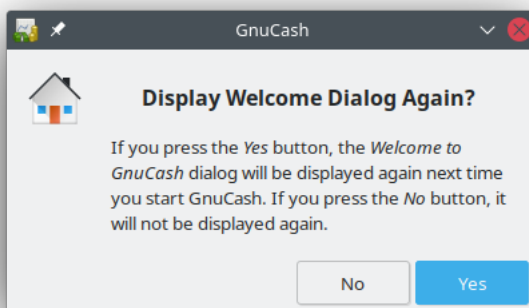 GnuCash
Display Welcome Dialog Again?
If you press the Yes button, the Welcome to
GnuCash dialog will be displayed again next time
you start GnuCash. If you press the No button, it
will not be displayed again.
No
Yes